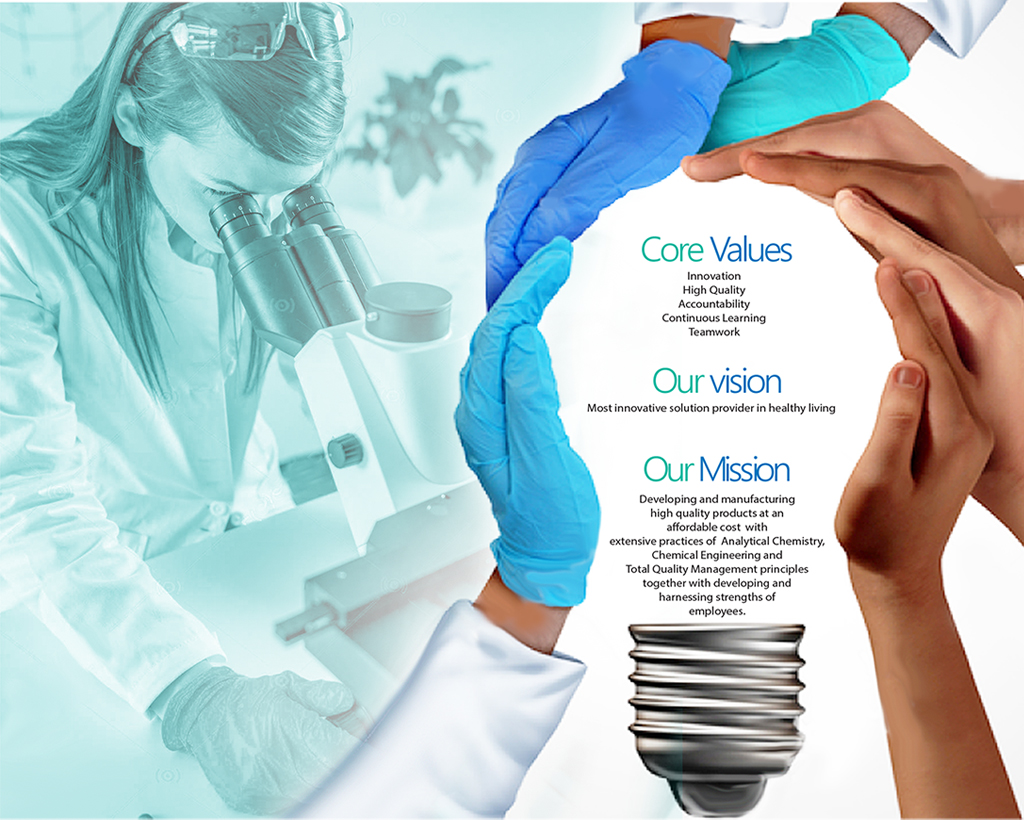 Core Values
Innovation
High Quality
Accountability
Continuous Learning
Teamwork
Our vision
Most innovative solution provider in healthy living
Our Mission
Developing and manufacturing
high quality products at an
affordable cost with
extensive practices of Analytical Chemistry,
Chemical Engineering and
Total Quality Management principles
together with developing and
harnessing strengths of
employees.